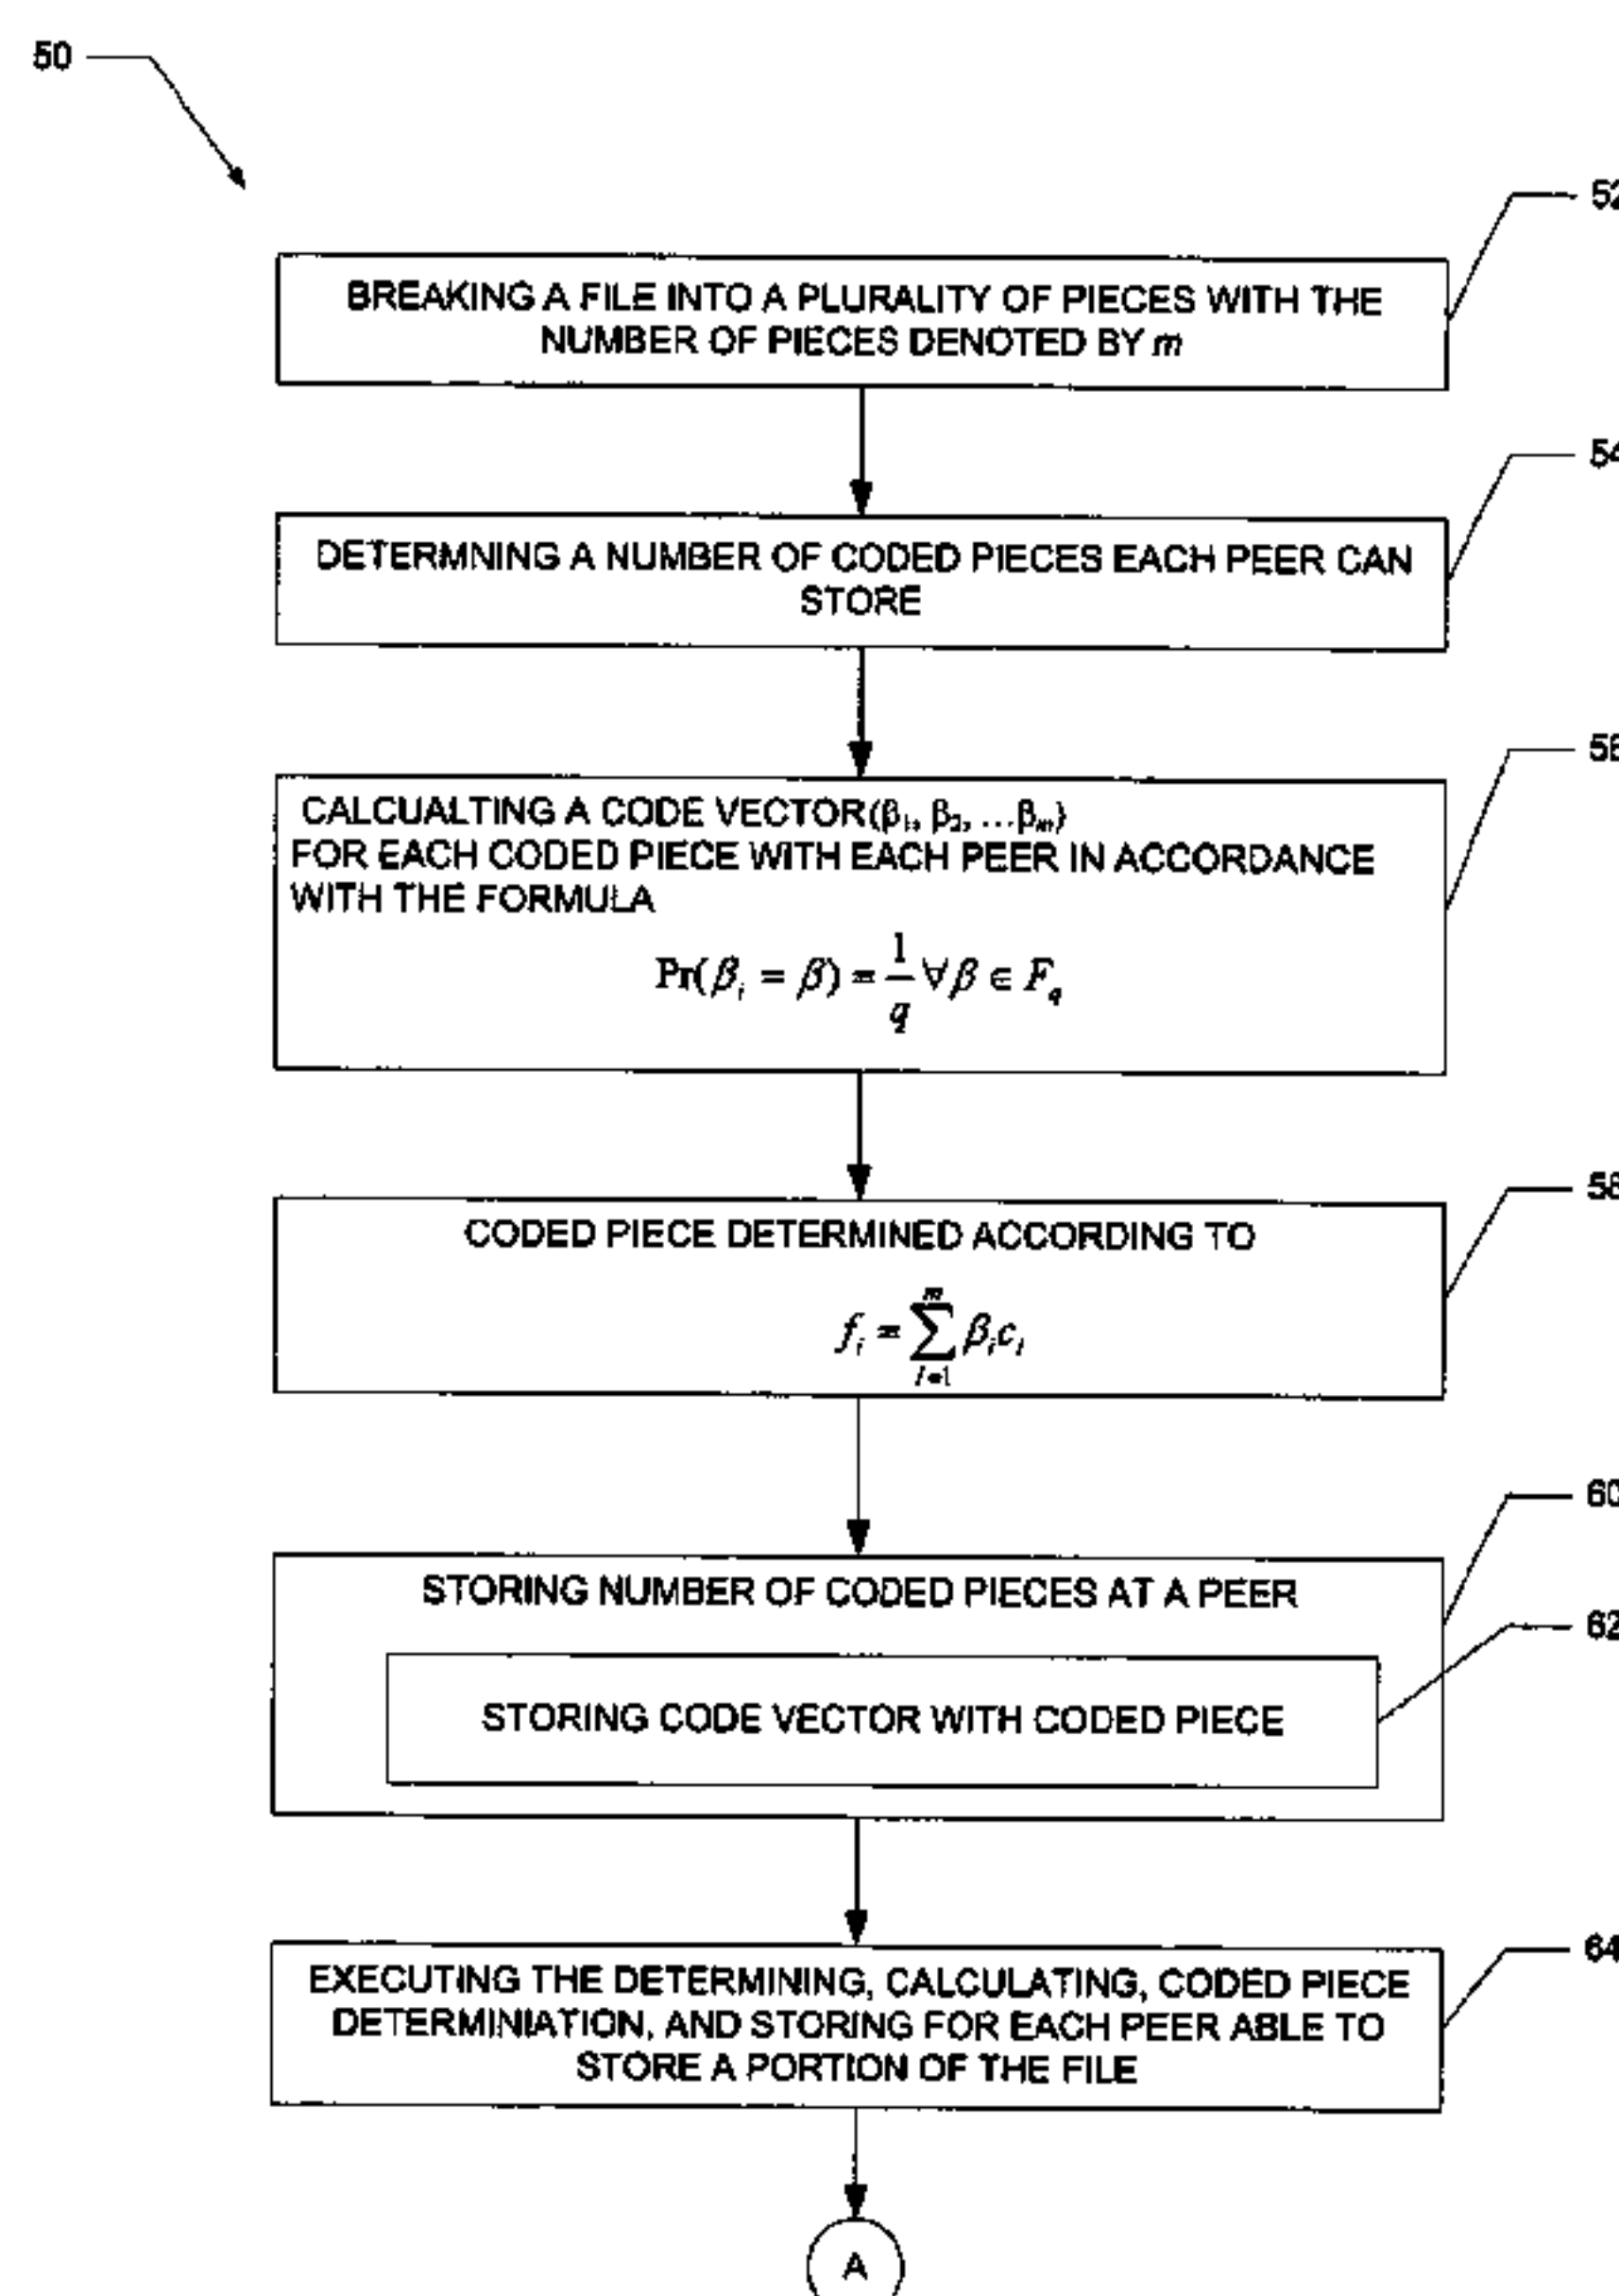 50
52
BREAKING A FILE INTO A PLURALITY OF PIECES WITH THE
NUMBER OF PIECES DENOTED BY m
54
DETERMNING A NUMBER OF CODED PIECES EACH PEER CAN
STORE
56
CALCUALTING A CODE VECTOR(β₁, β₂, …βₘ)
FOR EACH CODED PIECE WITH EACH PEER IN ACCORDANCE
WITH THE FORMULA
Pr(βᵢ = β) = 1/q ∀β ∈ F_q
58
CODED PIECE DETERMINED ACCORDING TO
fᵢ = ∑_{i=1}^{m} βᵢcᵢ
60
STORING NUMBER OF CODED PIECES AT A PEER
62
STORING CODE VECTOR WITH CODED PIECE
64
EXECUTING THE DETERMINING, CALCULATING, CODED PIECE
DETERMINIATION, AND STORING FOR EACH PEER ABLE TO
STORE A PORTION OF THE FILE
A